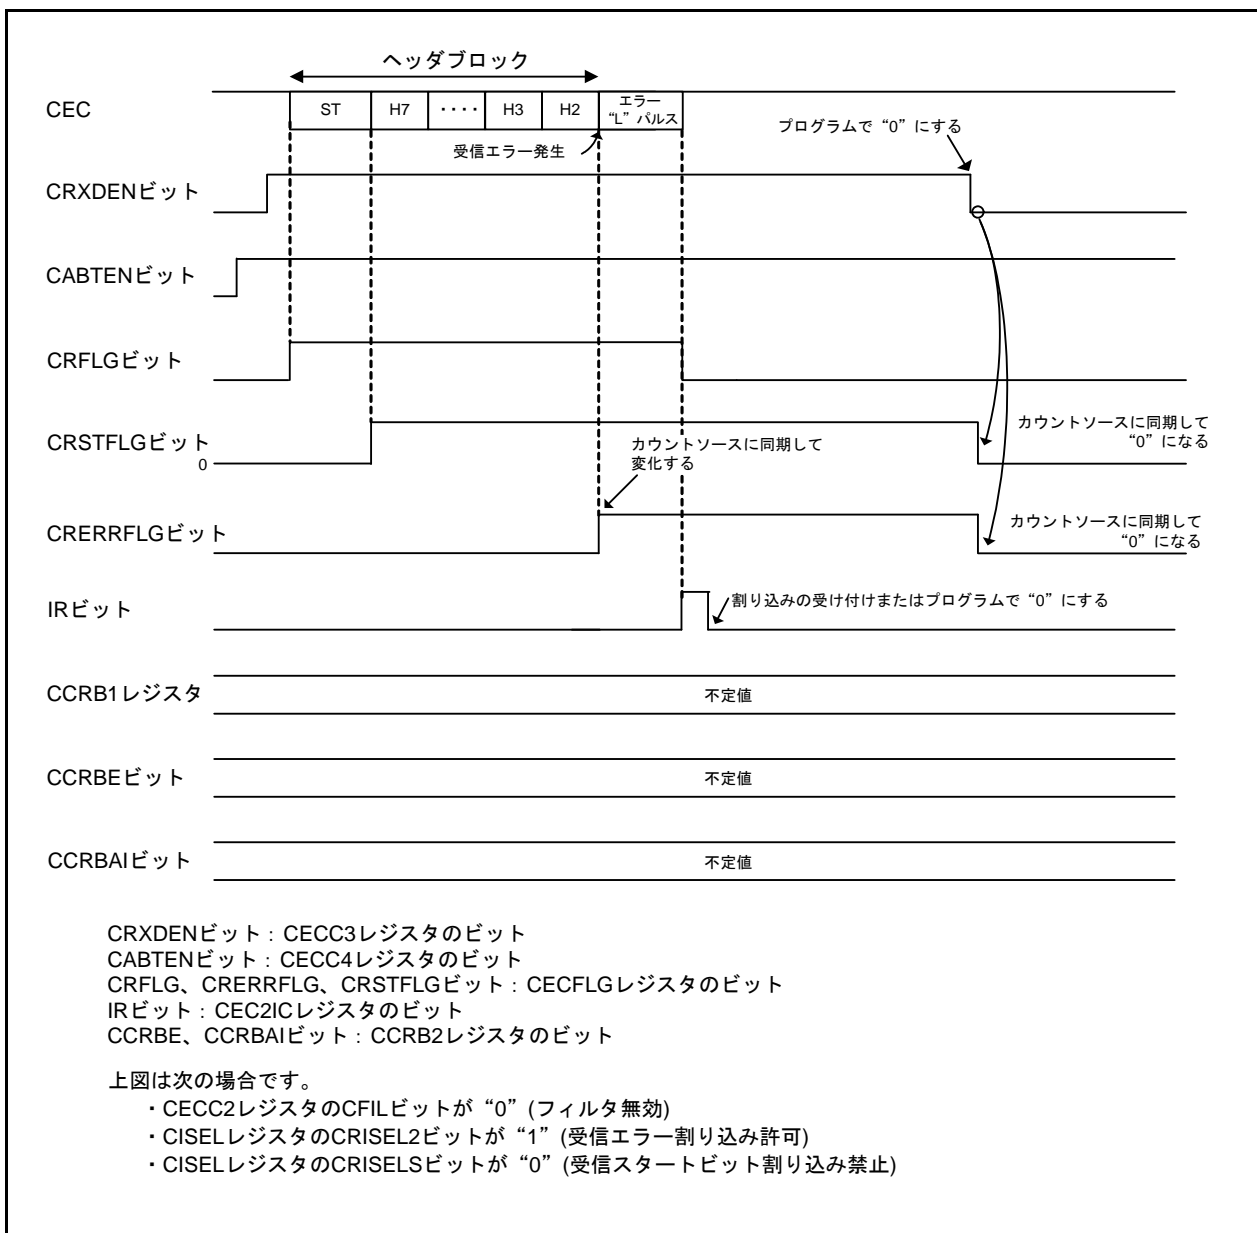 ヘッダブロック
CEC
ST
H7
・・・・
H3
H2
エラー
“L”パルス
受信エラー発生
プログラムで“0”にする
CRXDENビット
CABTENビット
CRFLGビット
CRSTFLGビット
0
カウントソースに同期して
変化する
カウントソースに同期して
“0”になる
CRERRFLGビット
カウントソースに同期して
“0”になる
IRビット
割り込みの受け付けまたはプログラムで“0”にする
CCRB1レジスタ
不定値
CCRBEビット
不定値
CCRBAIビット
不定値
CRXDENビット：CECC3レジスタのビット
CABTENビット：CECC4レジスタのビット
CRFLG、CRERRFLG、CRSTFLGビット：CECFLGレジスタのビット
IRビット：CEC2ICレジスタのビット
CCRBE、CCRBAIビット：CCRB2レジスタのビット
上図は次の場合です。
・CECC2レジスタのCFILビットが“0”(フィルタ無効)
・CISELレジスタのCRISEL2ビットが“1”(受信エラー割り込み許可)
・CISELレジスタのCRISELSビットが“0”(受信スタートビット割り込み禁止)